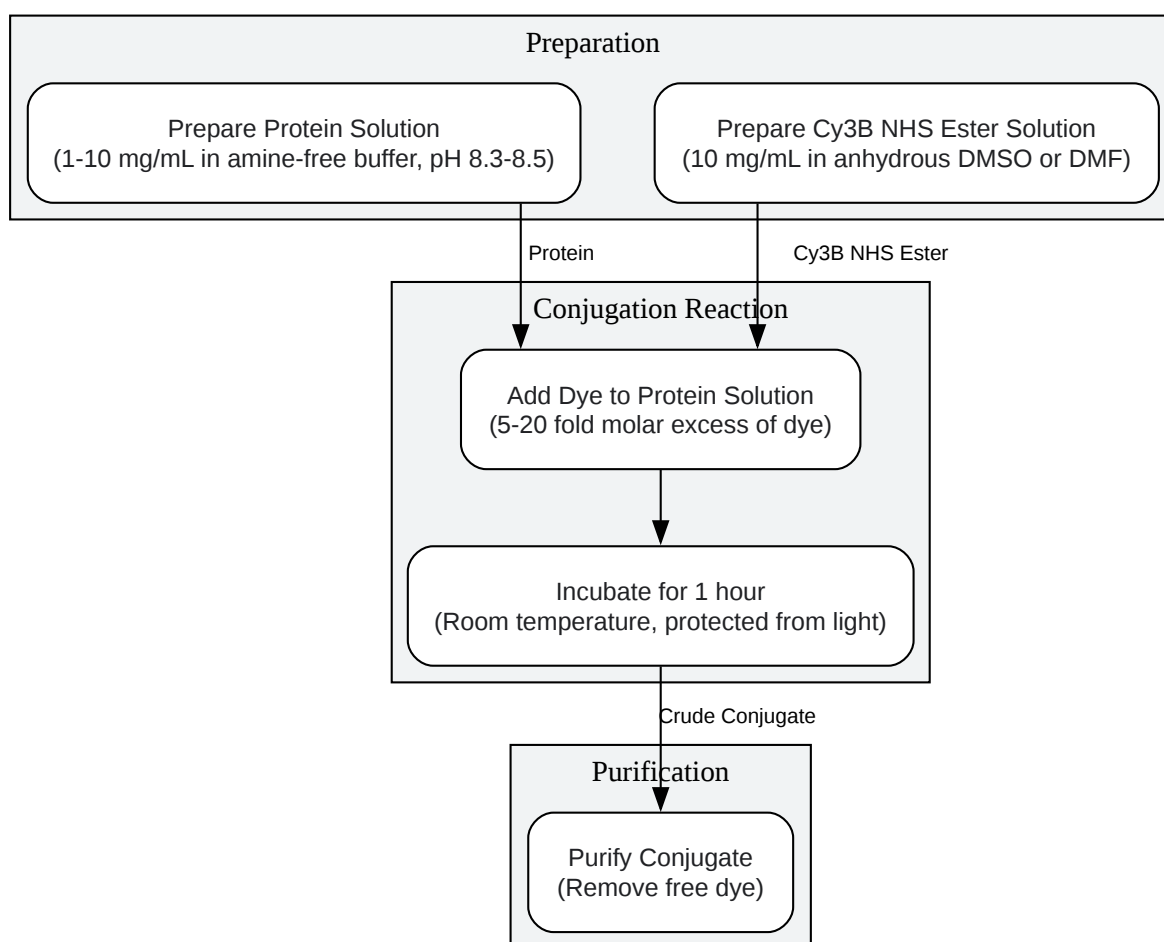 Preparation
Prepare Protein Solution
(1-10 mg/mL in amine-free buffer, pH 8.3-8.5)
Prepare Cy3B NHS Ester Solution
(10 mg/mL in anhydrous DMSO or DMF)
Protein
Cy3B NHS Ester
Conjugation Reaction
Add Dye to Protein Solution
(5-20 fold molar excess of dye)
Incubate for 1 hour
(Room temperature, protected from light)
Crude Conjugate
Purification
Purify Conjugate
(Remove free dye)